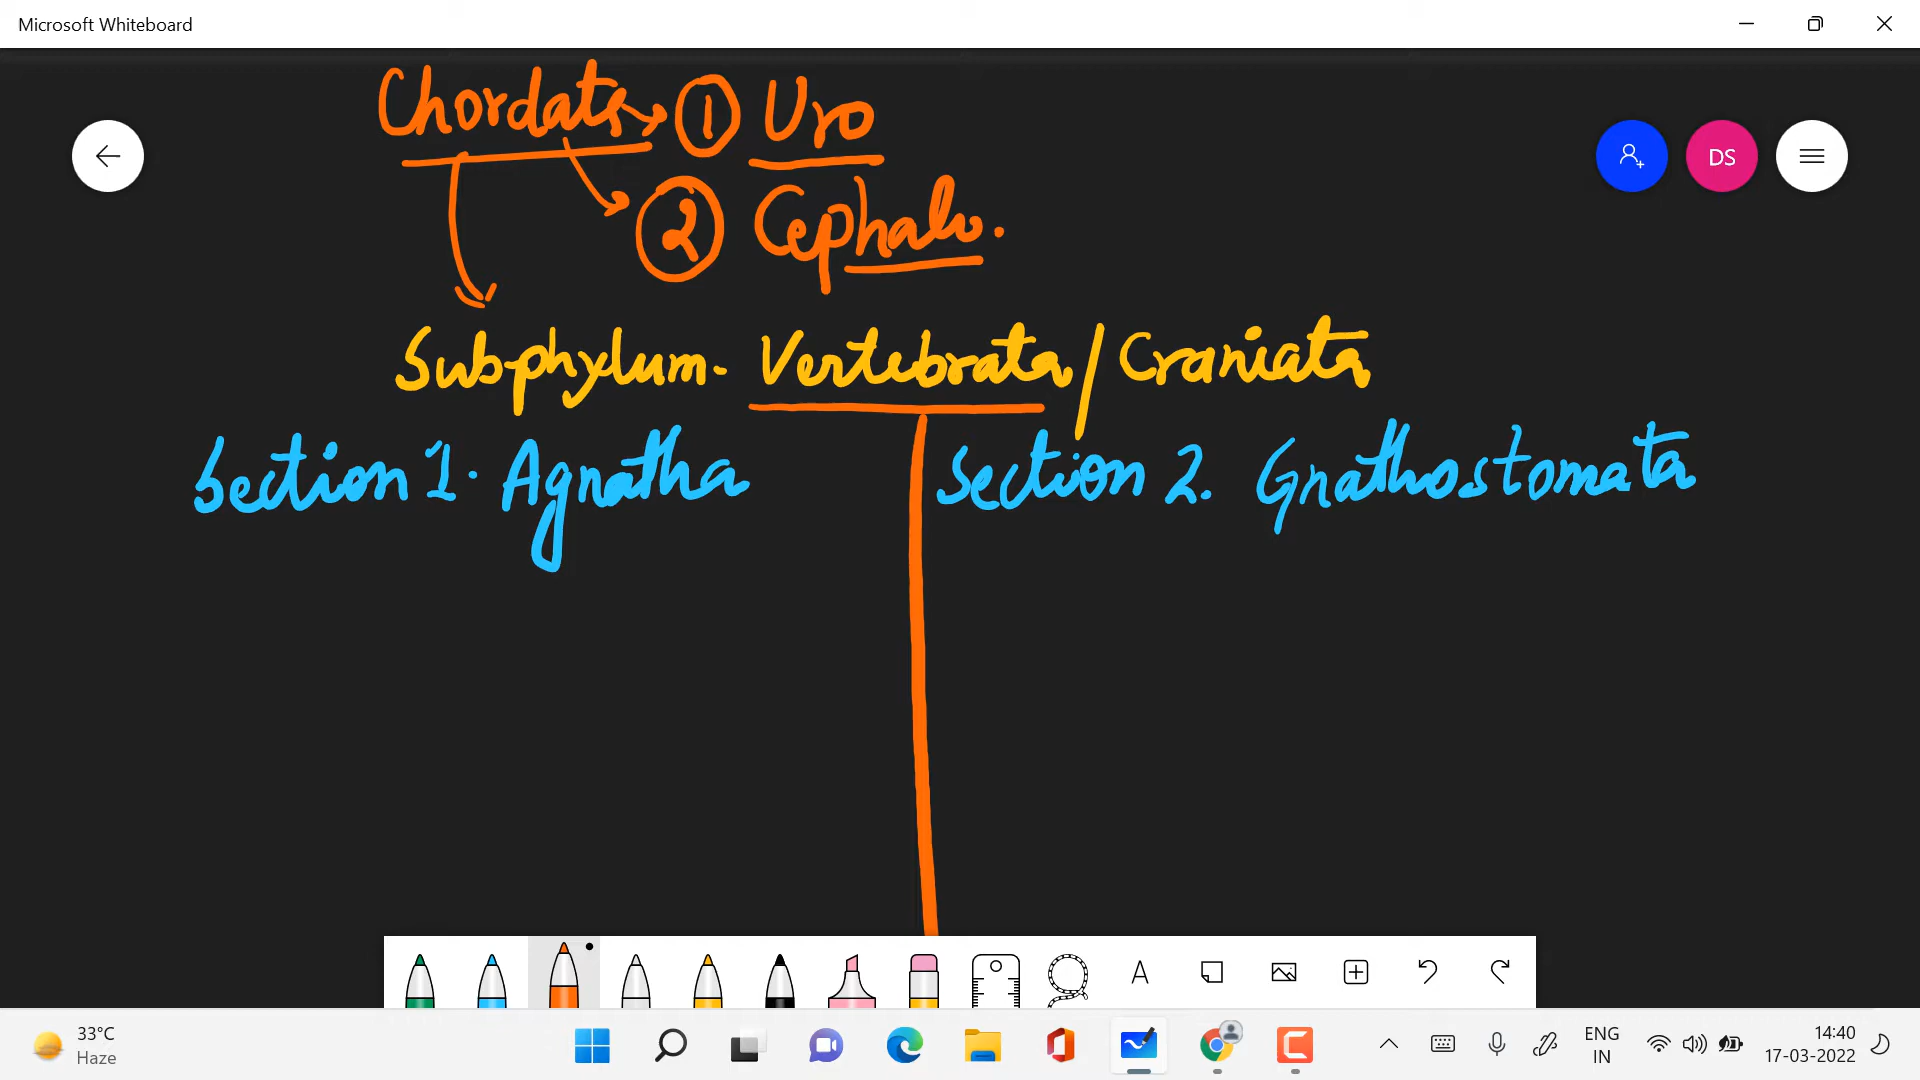 Microsoft Whiteboard
Chordata → ① Uro
② Cephalo.
DS
Subphylum- Vertebrata/Craniata
Section 1. Agnatha
Section 2. Gnathostomata
A
33°C
Haze
ENG
IN
14:40
17-03-2022